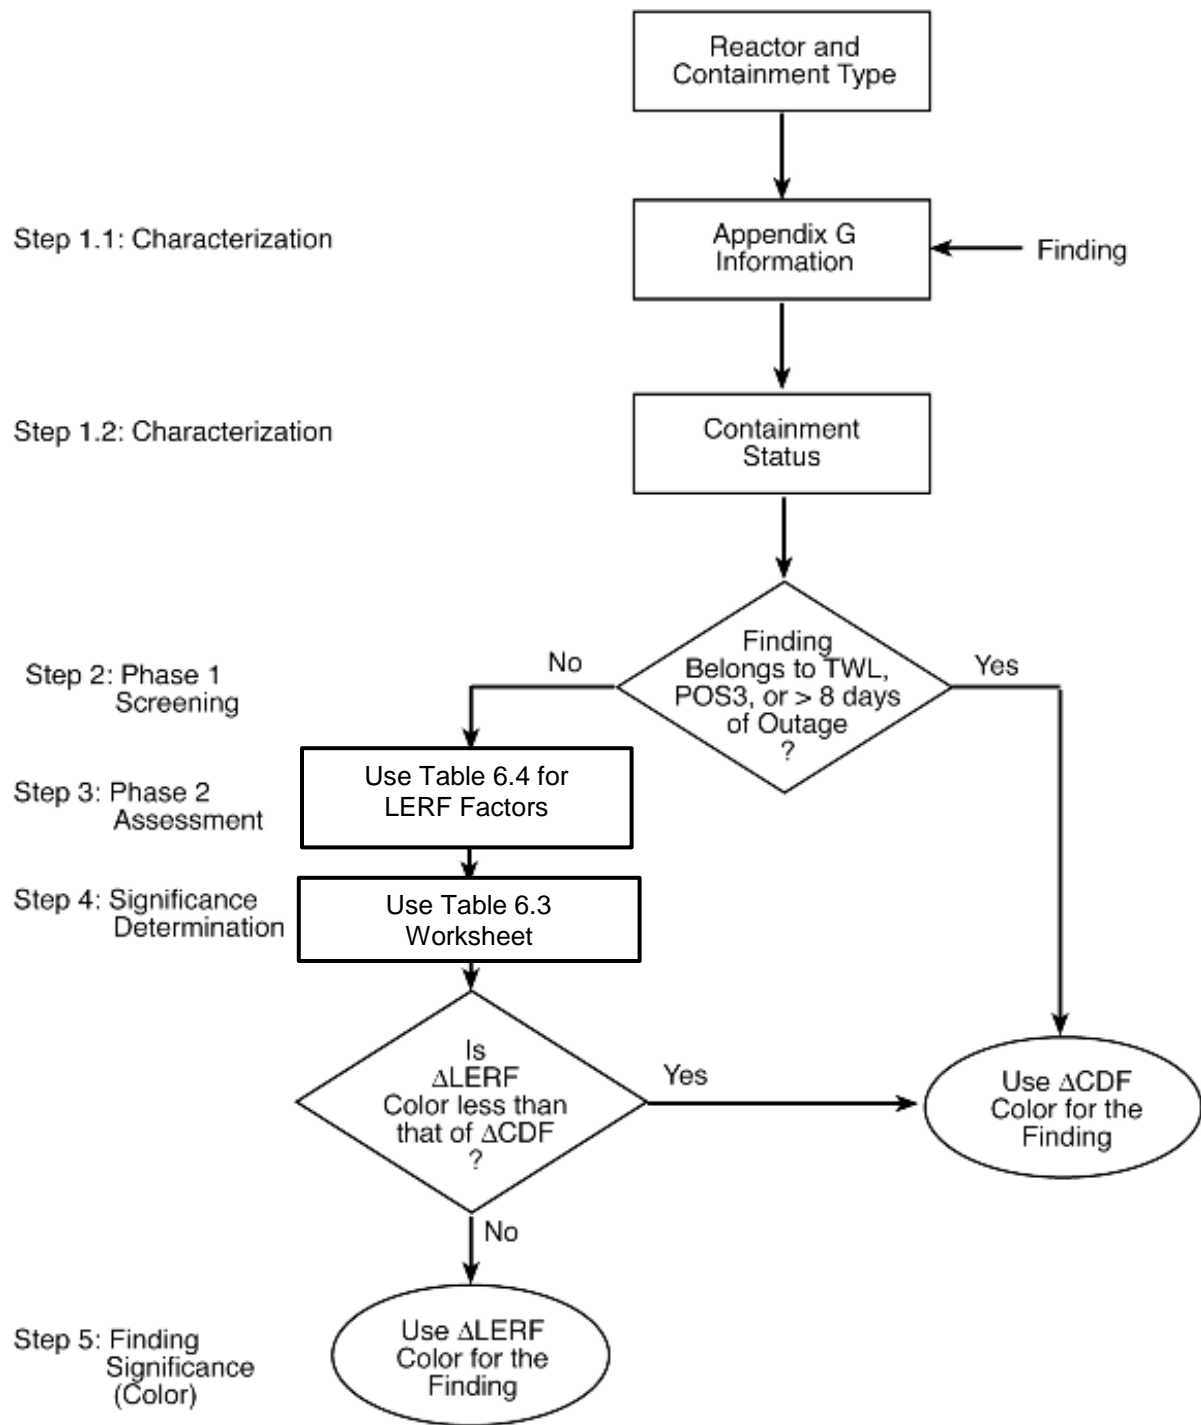 Reactor and
Containment Type
Step 1.1: Characterization
Appendix G
Information
Finding
Step 1.2: Characterization
Containment
Status
Step 2: Phase 1
Screening
No
Finding
Belongs to TWL,
POS3, or > 8 days
of Outage
?
Yes
Step 3: Phase 2
Assessment
Use Table 6.4 for
LERF Factors
Step 4: Significance
Determination
Use Table 6.3
Worksheet
Is
ΔLERF
Color less than
that of ΔCDF
?
Yes
Use ΔCDF
Color for the
Finding
No
Step 5: Finding
Significance
(Color)
Use ΔLERF
Color for the
Finding